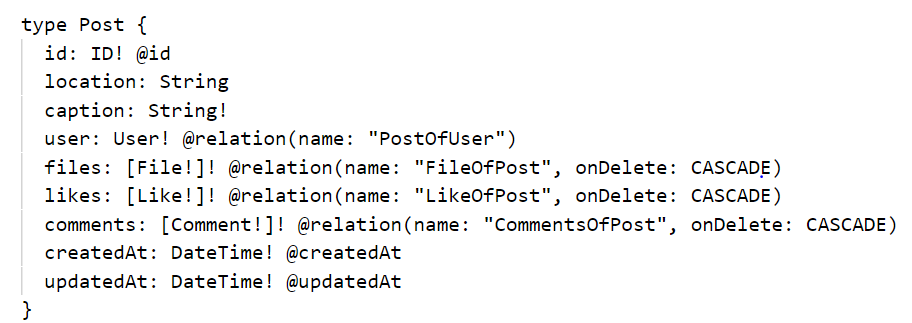 type Post {
  id: ID! @id
  location: String
  caption: String!
  user: User! @relation(name: "PostOfUser")
  files: [File!]! @relation(name: "FileOfPost", onDelete: CASCADE)
  likes: [Like!]! @relation(name: "LikeOfPost", onDelete: CASCADE)
  comments: [Comment!]! @relation(name: "CommentsOfPost", onDelete: CASCADE)
  createdAt: DateTime! @createdAt
  updatedAt: DateTime! @updatedAt
}